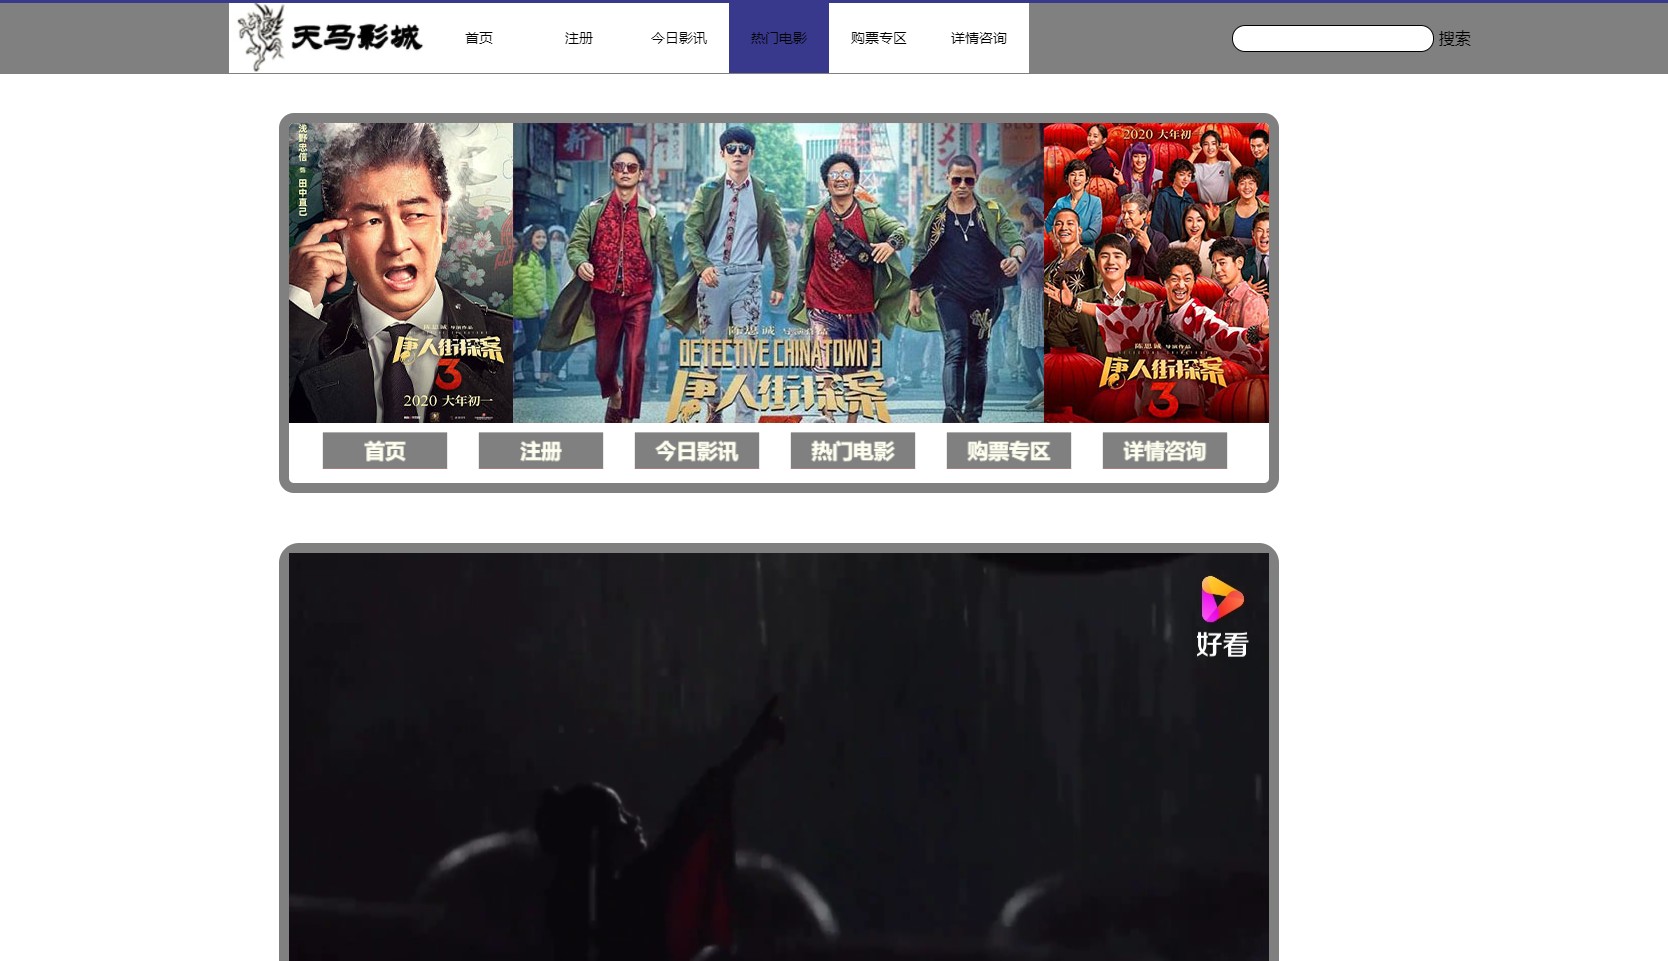 天马影城
首页
注册
今日影讯
热门电影
购票专区
详情咨询
搜索
浅野忠信
饰
田中直己
陈思诚 导演作品
唐人街探案
3
2020 大年初一
陈思诚 导演作品
DETECTIVE CHINATOWN 3
唐人街探案
2020 大年初一
陈思诚 导演作品
唐人街探案
3
首页
注册
今日影讯
热门电影
购票专区
详情咨询
好看